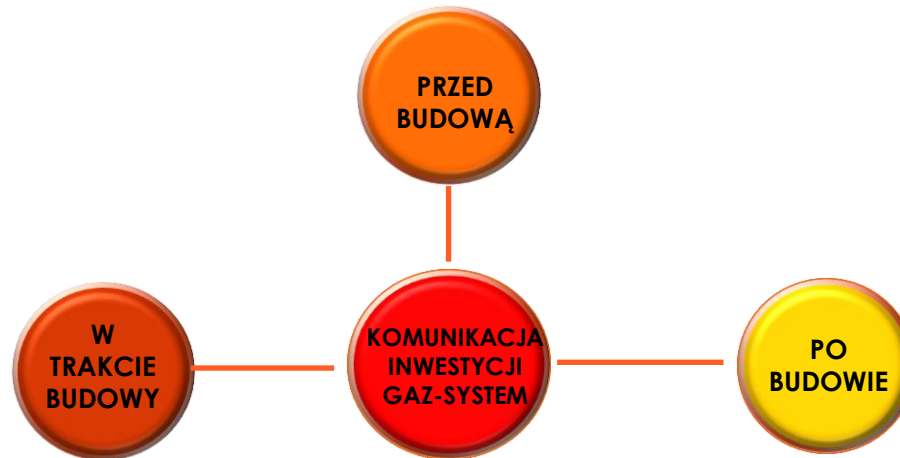 PRZED
BUDOWĄ
W
TRAKCIE
BUDOWY
KOMUNIKACJA
INWESTYCJI
GAZ-SYSTEM
PO
BUDOWIE